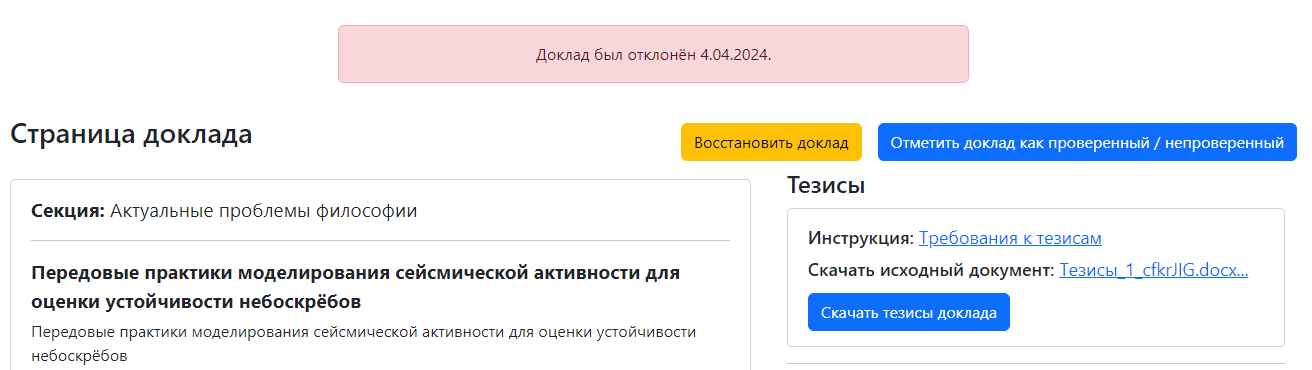 Доклад был отклонён 4.04.2024.
Страница доклада
Восстановить доклад
Отметить доклад как проверенный / непроверенный
Секция: Актуальные проблемы философии
Передовые практики моделирования сейсмической активности для
оценки устойчивости небоскрёбов
Передовые практики моделирования сейсмической активности для оценки устойчивости
небоскрёбов
Тезисы
Инструкция: Требования к тезисам
Скачать исходный документ: Тезисы_1_cfkrJIG.docx...
Скачать тезисы доклада